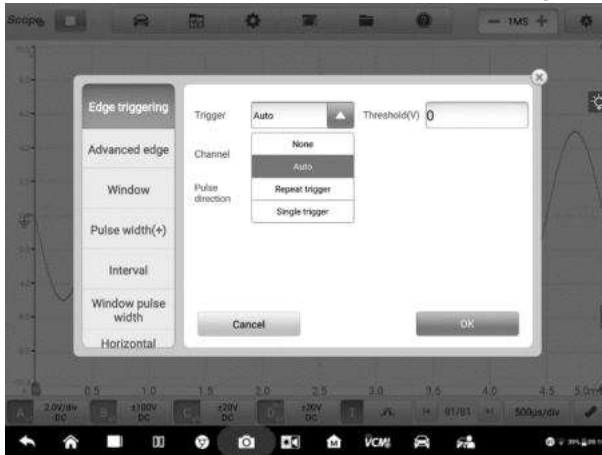 Scope
1MS
Edge triggering
Advanced edge
Window
Pulse width(+)
Interval
Window pulse
width
Horizontal
Trigger
Auto
Threshold(V)
0
Channel
None
Auto
Pulse
direction
Repeat trigger
Single trigger
Cancel
OK
0.5
1.0
1.5
2.0
2.5
3.0
3.5
4.0
4.5
5.0
A
2.0V/div
DC
B
±100V
DC
C
±20V
DC
±20V
DC
01/01
500µs/div
VCMI